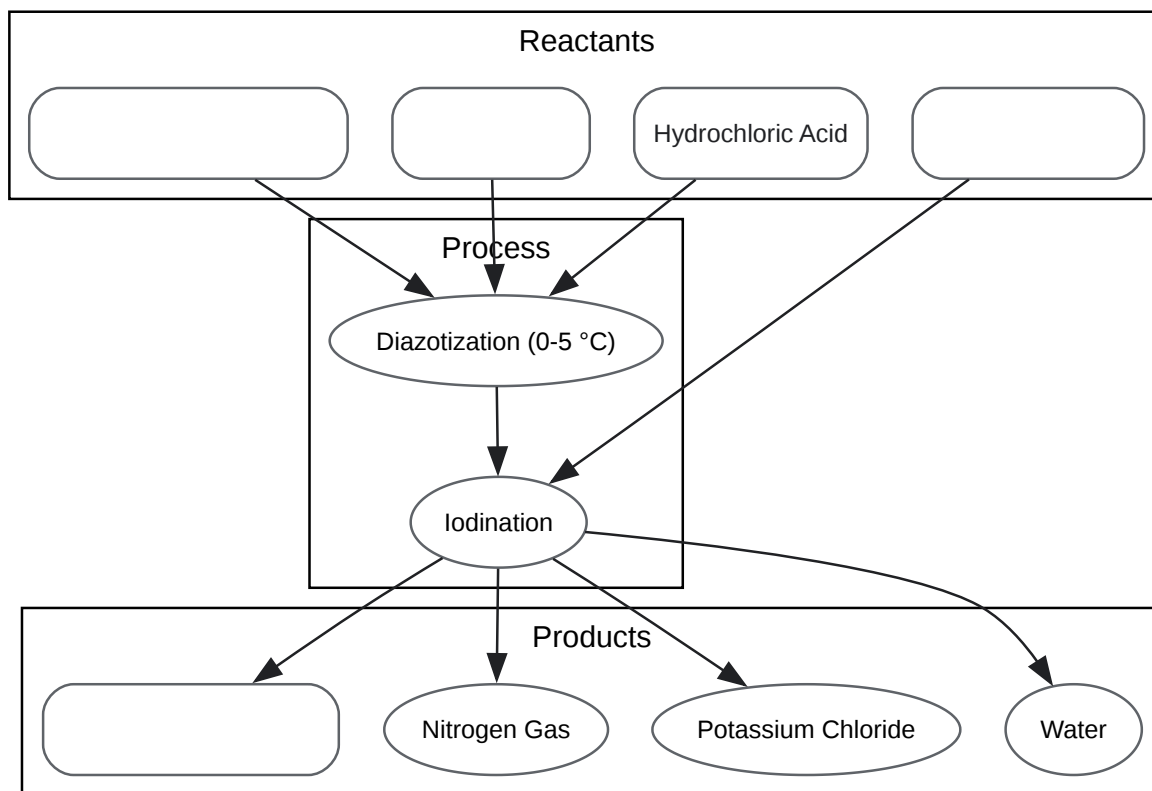 Reactants
Hydrochloric Acid
Process
Diazotization (0-5 °C)
Iodination
Products
Nitrogen Gas
Potassium Chloride
Water